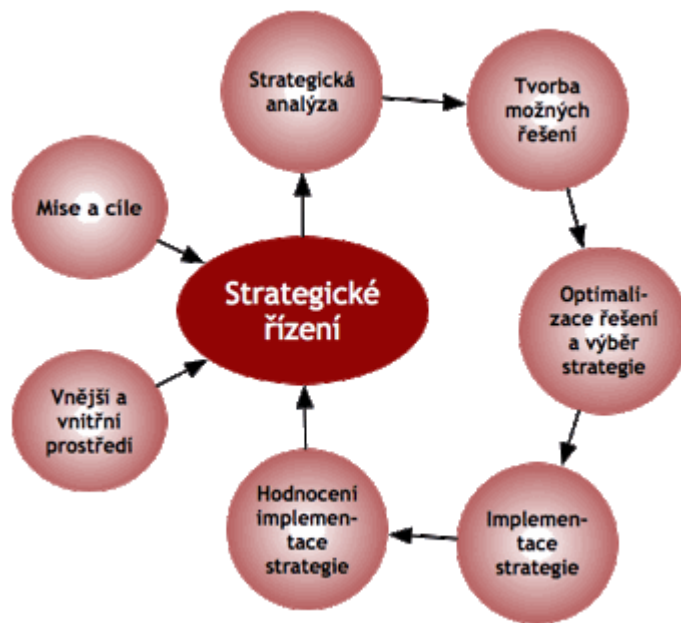 Strategická
analýza
Tvorba
možných
řešení
Mise a cíle
Strategické
řízení
Optimali-
zace řešení
a výběr
strategie
Vnější a
vnitřní
prostředí
Hodnocení
implemen-
tace
strategie
Implemen-
tace
strategie